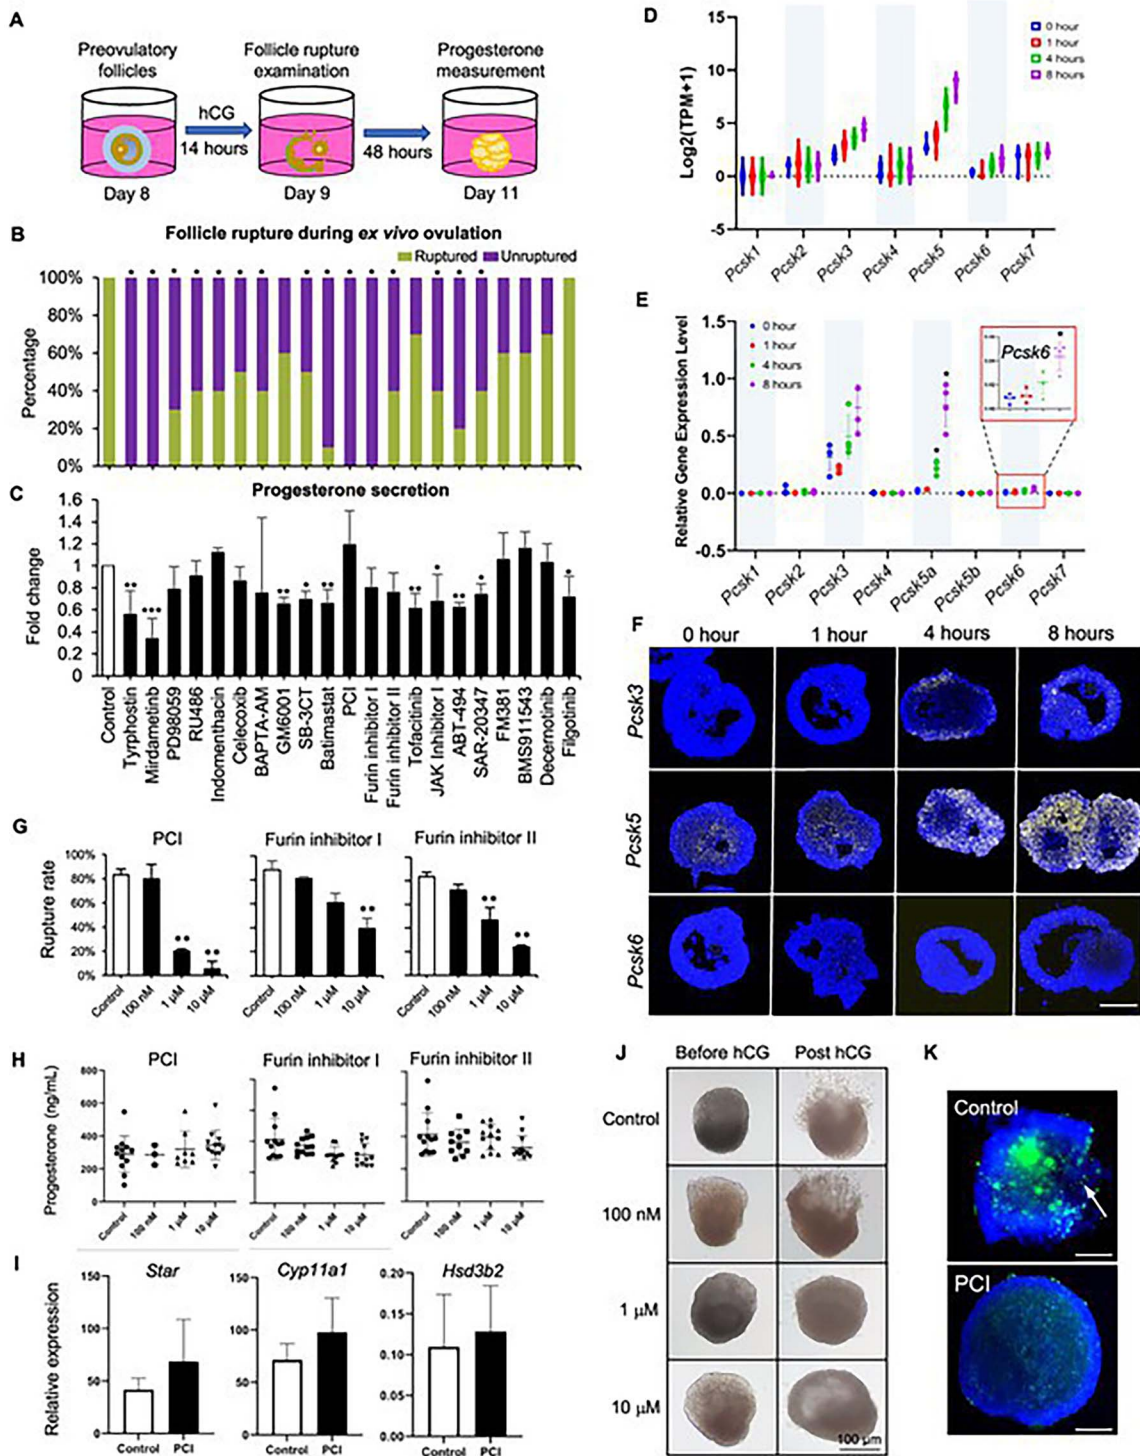 A
Preovulatory
follicles
Follicle rupture
examination
Progesterone
measurement
hCG
14 hours
48 hours
Day 8
Day 9
Day 11
B
Follicle rupture during ex vivo ovulation
Ruptured
Unruptured
Percentage
100%
80%
60%
40%
20%
0%
C
Progesterone secretion
Fold change
1.6
1.4
1.2
1
0.8
0.6
0.4
0.2
0
Control
Tyrphostin
Mirdametinb
PD98059
RU486
Indomenthacin
Celecoxib
BAPTA-AM
GM6001
SB-3CT
Batimastat
PCI
Furin inhibitor I
Furin inhibitor II
Tofacitinib
JAK Inhibitor I
ABT-494
SAR-20347
FM381
BMS911543
Decernotinib
Filgotinib
D
Log2(TPM+1)
15
10
5
0
-5
0 hour
1 hour
4 hours
8 hours
Pcsk1
Pcsk2
Pcsk3
Pcsk4
Pcsk5
Pcsk6
Pcsk7
E
Relative Gene Expression Level
1.5
1.0
0.5
0.0
-0.5
0 hour
1 hour
4 hours
8 hours
Pcsk6
Pcsk1
Pcsk2
Pcsk3
Pcsk4
Pcsk5a
Pcsk5b
Pcsk6
Pcsk7
F
0 hour
1 hour
4 hours
8 hours
Pcsk3
Pcsk5
Pcsk6
G
PCI
Furin inhibitor I
Furin inhibitor II
Rupture rate
100%
80%
60%
40%
20%
0%
Control
100 nM
1 µM
10 µM
Control
100 nM
1 µM
10 µM
Control
100 nM
1 µM
10 µM
H
PCI
Furin inhibitor I
Furin inhibitor II
Progesterone (ng/mL)
800
600
400
200
0
Control
100 nM
1 µM
10 µM
Control
100 nM
1 µM
10 µM
Control
100 nM
1 µM
10 µM
I
Star
Cyp11a1
Hsd3b2
Relative expression
150
100
50
0
150
100
50
0
0.20
0.15
0.10
0.05
0.00
Control
PCI
Control
PCI
Control
PCI
J
Before hCG
Post hCG
Control
100 nM
1 µM
10 µM
100 µm
K
Control
PCI